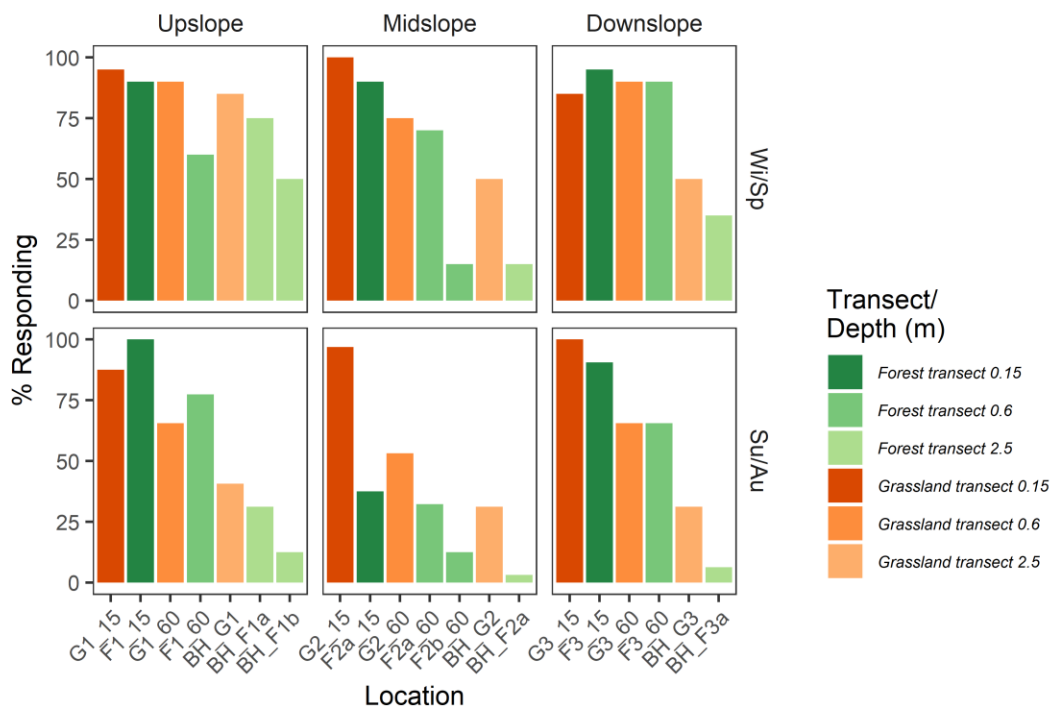 Upslope
Midslope
Downslope
100
75
50
25
0
Wi/Sp
% Responding
100
75
50
25
0
Su/Au
G1_15
F1_15
G1_60
F1_60
BH_G1
BH_F1a
BH_F1b
G2_15
F2a_15
G2_60
F2a_60
F2b_60
BH_G2
BH_F2a
G3_15
F3_15
G3_60
F3_60
BH_G3
BH_F3a
Location
Transect/
Depth (m)
Forest transect 0.15
Forest transect 0.6
Forest transect 2.5
Grassland transect 0.15
Grassland transect 0.6
Grassland transect 2.5